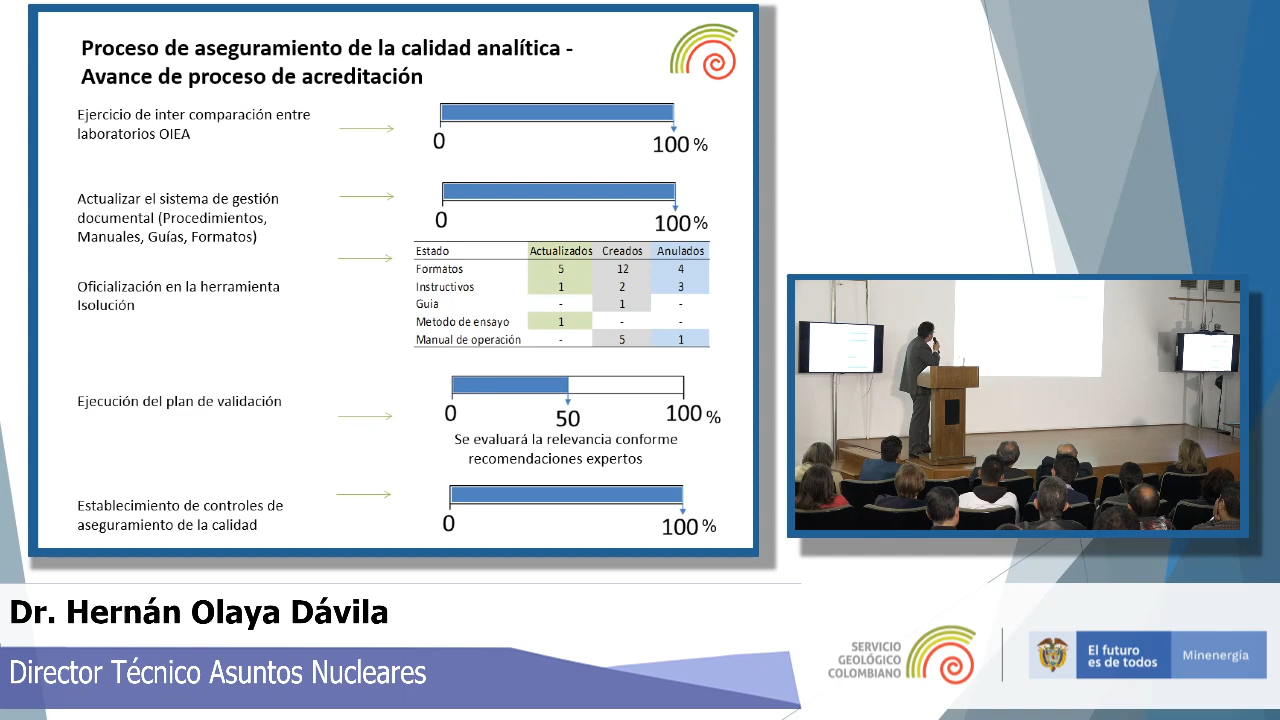 Proceso de aseguramiento de la calidad analítica -
Avance de proceso de acreditación
Ejercicio de inter comparación entre
laboratorios OIEA
0
100 %
Actualizar el sistema de gestión
documental (Procedimientos,
Manuales, Guías, Formatos)
0
100 %
Oficialización en la herramienta
Isolución
Estado Actualizados Creados Anulados
Formatos 5 12 4
Instructivos 1 2 3
Guia - 1 -
Metodo de ensayo 1 - -
Manual de operación - 5 1
Ejecución del plan de validación
0 50 100 %
Se evaluará la relevancia conforme
recomendaciones expertos
Establecimiento de controles de
aseguramiento de la calidad
0
100 %
Dr. Hernán Olaya Dávila
Director Técnico Asuntos Nucleares
SERVICIO
GEOLÓGICO
COLOMBIANO
El futuro
es de todos
Minenergía